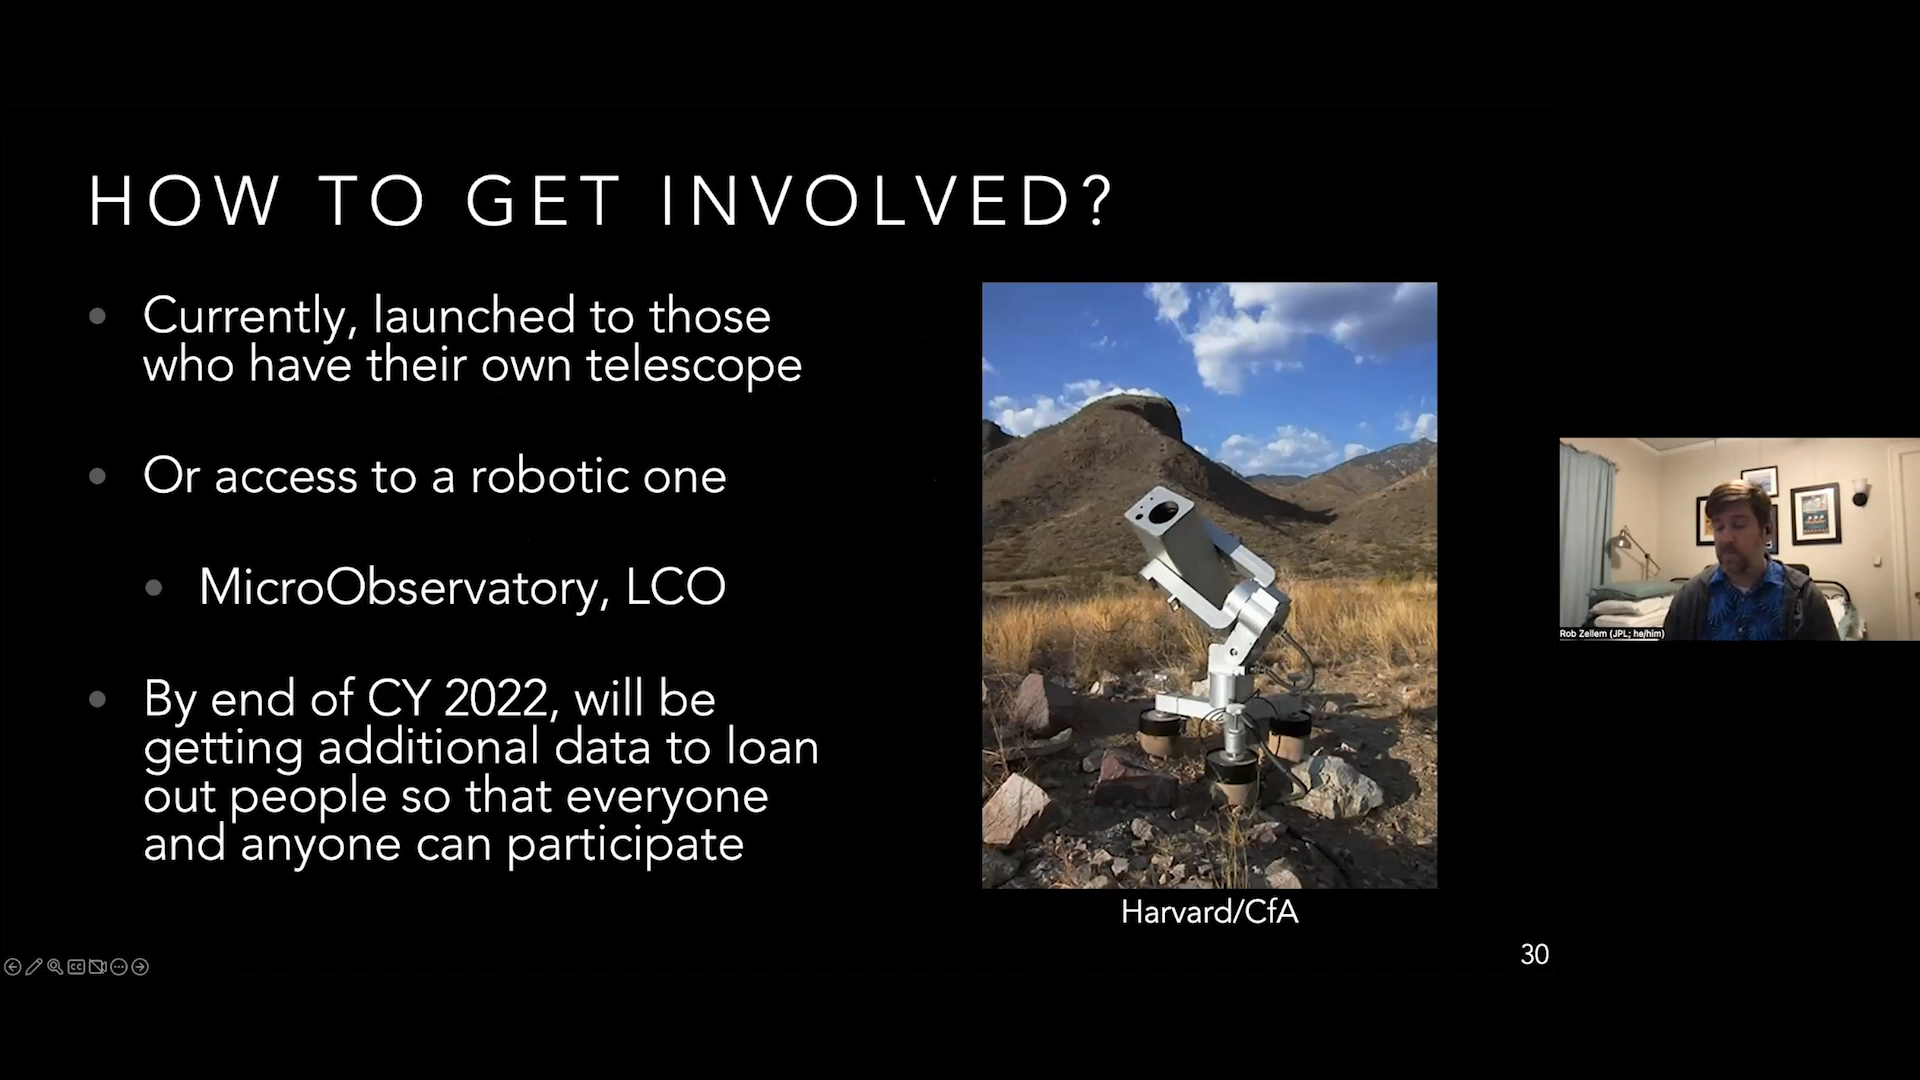 HOW TO GET INVOLVED?
Currently, launched to those
who have their own telescope
Or access to a robotic one
MicroObservatory, LCO
By end of CY 2022, will be
getting additional data to loan
out people so that everyone
and anyone can participate
Harvard/CfA
30
Rob Zellem (JPL; he/him)